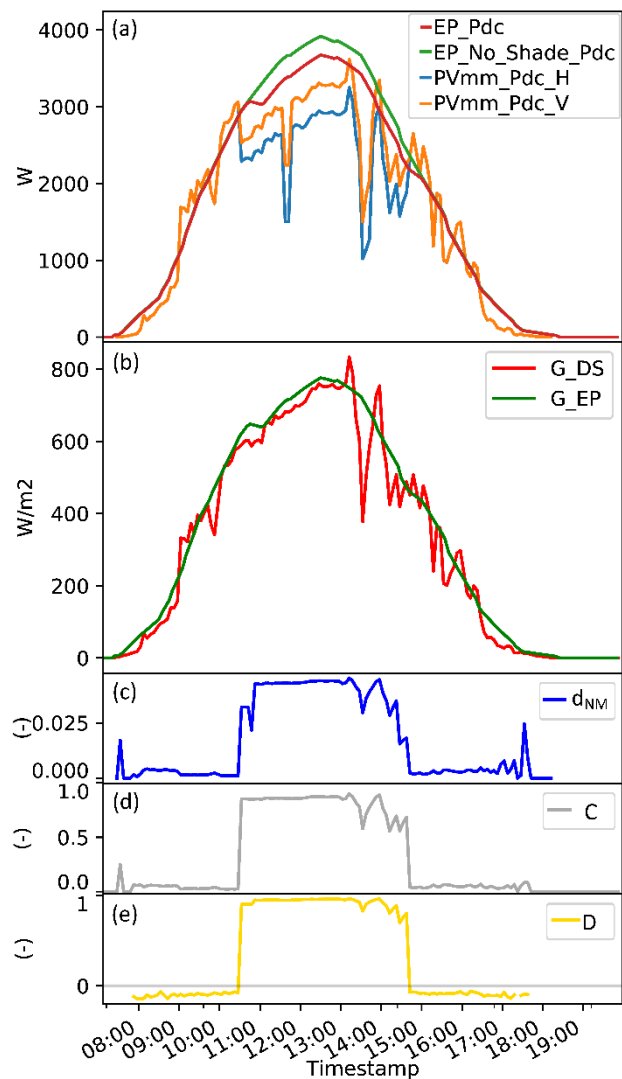 (a)
EP_Pdc
EP_No_Shade_Pdc
PVmm_Pdc_H
PVmm_Pdc_V
4000
3000
2000
1000
0
W
(b)
G_DS
G_EP
800
600
400
200
0
W/m2
(c)
dNM
0.025
0.000
(-)
(d)
C
1.0
0.5
0.0
(-)
(e)
D
1
0
(-)
08:00 09:00 10:00 11:00 12:00 13:00 14:00 15:00 16:00 17:00 18:00 19:00
Timestamp